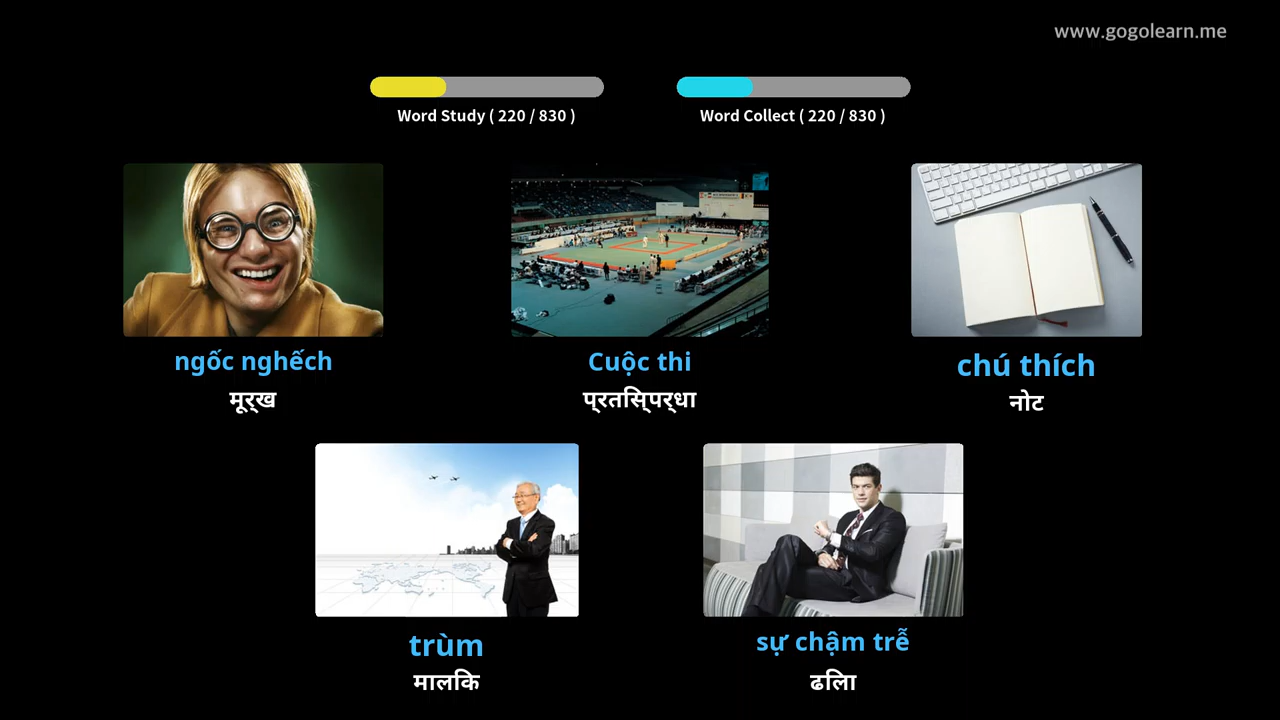 www.gogolearn.me
Word Study ( 220 / 830 )
Word Collect ( 220 / 830 )
ngốc nghếch
मूर्ख
Cuộc thi
प्रतिस्पर्धा
chú thích
नोट
trùm
मालिक
sự chậm trễ
ढिला